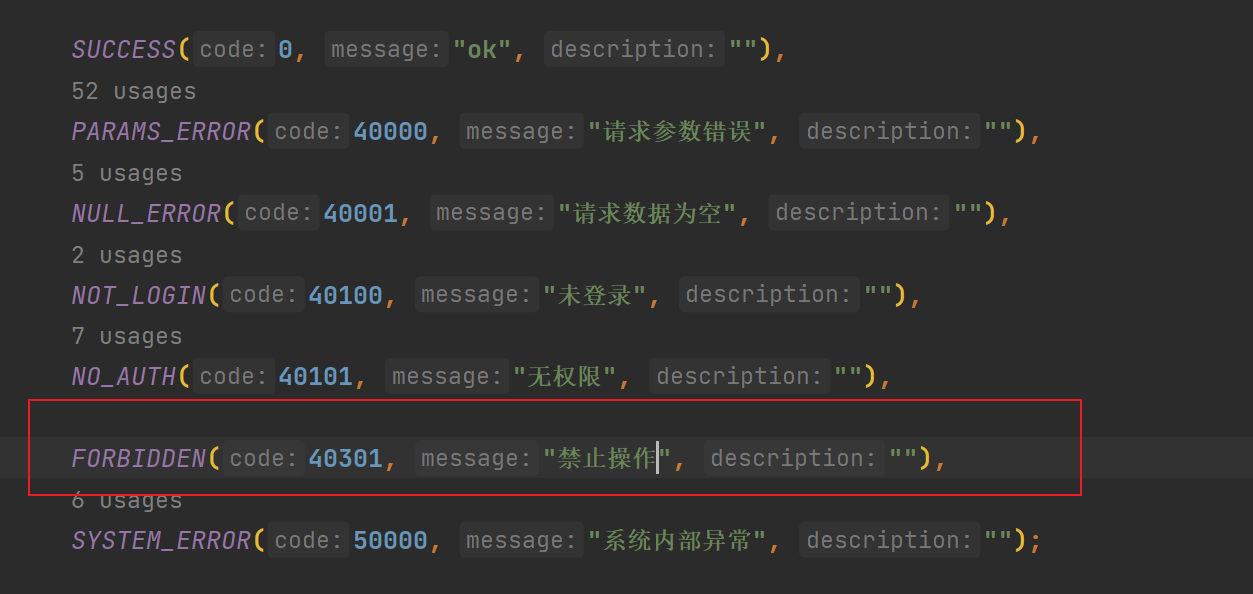 SUCCESS( code: 0, message: "ok", description: ""),
52 usages
PARAMS_ERROR( code: 40000, message: "请求参数错误", description: ""),
5 usages
NULL_ERROR( code: 40001, message: "请求数据为空", description: ""),
2 usages
NOT_LOGIN( code: 40100, message: "未登录", description: ""),
7 usages
NO_AUTH( code: 40101, message: "无权限", description: ""),
FORBIDDEN( code: 40301, message: "禁止操作", description: ""),
6 usages
SYSTEM_ERROR( code: 50000, message: "系统内部异常", description: "");